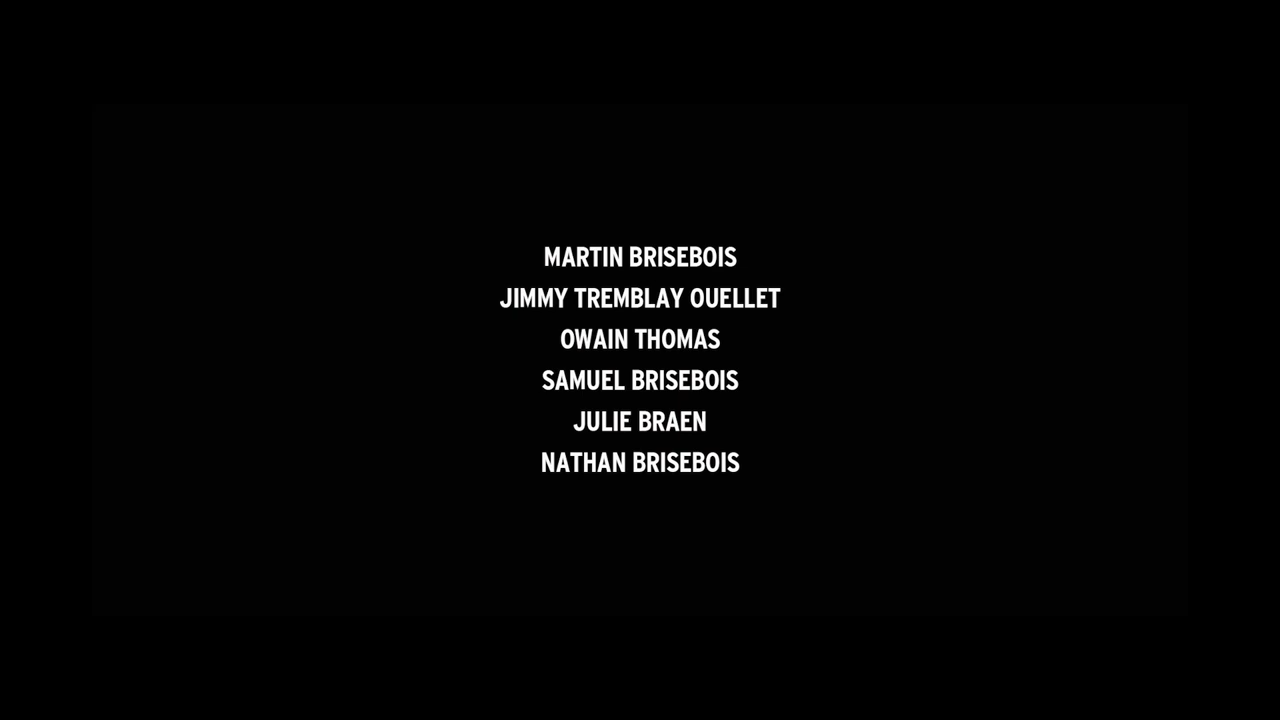 MARTIN BRISEBOIS
JIMMY TREMBLAY OUELLET
OWAIN THOMAS
SAMUEL BRISEBOIS
JULIE BRAEN
NATHAN BRISEBOIS